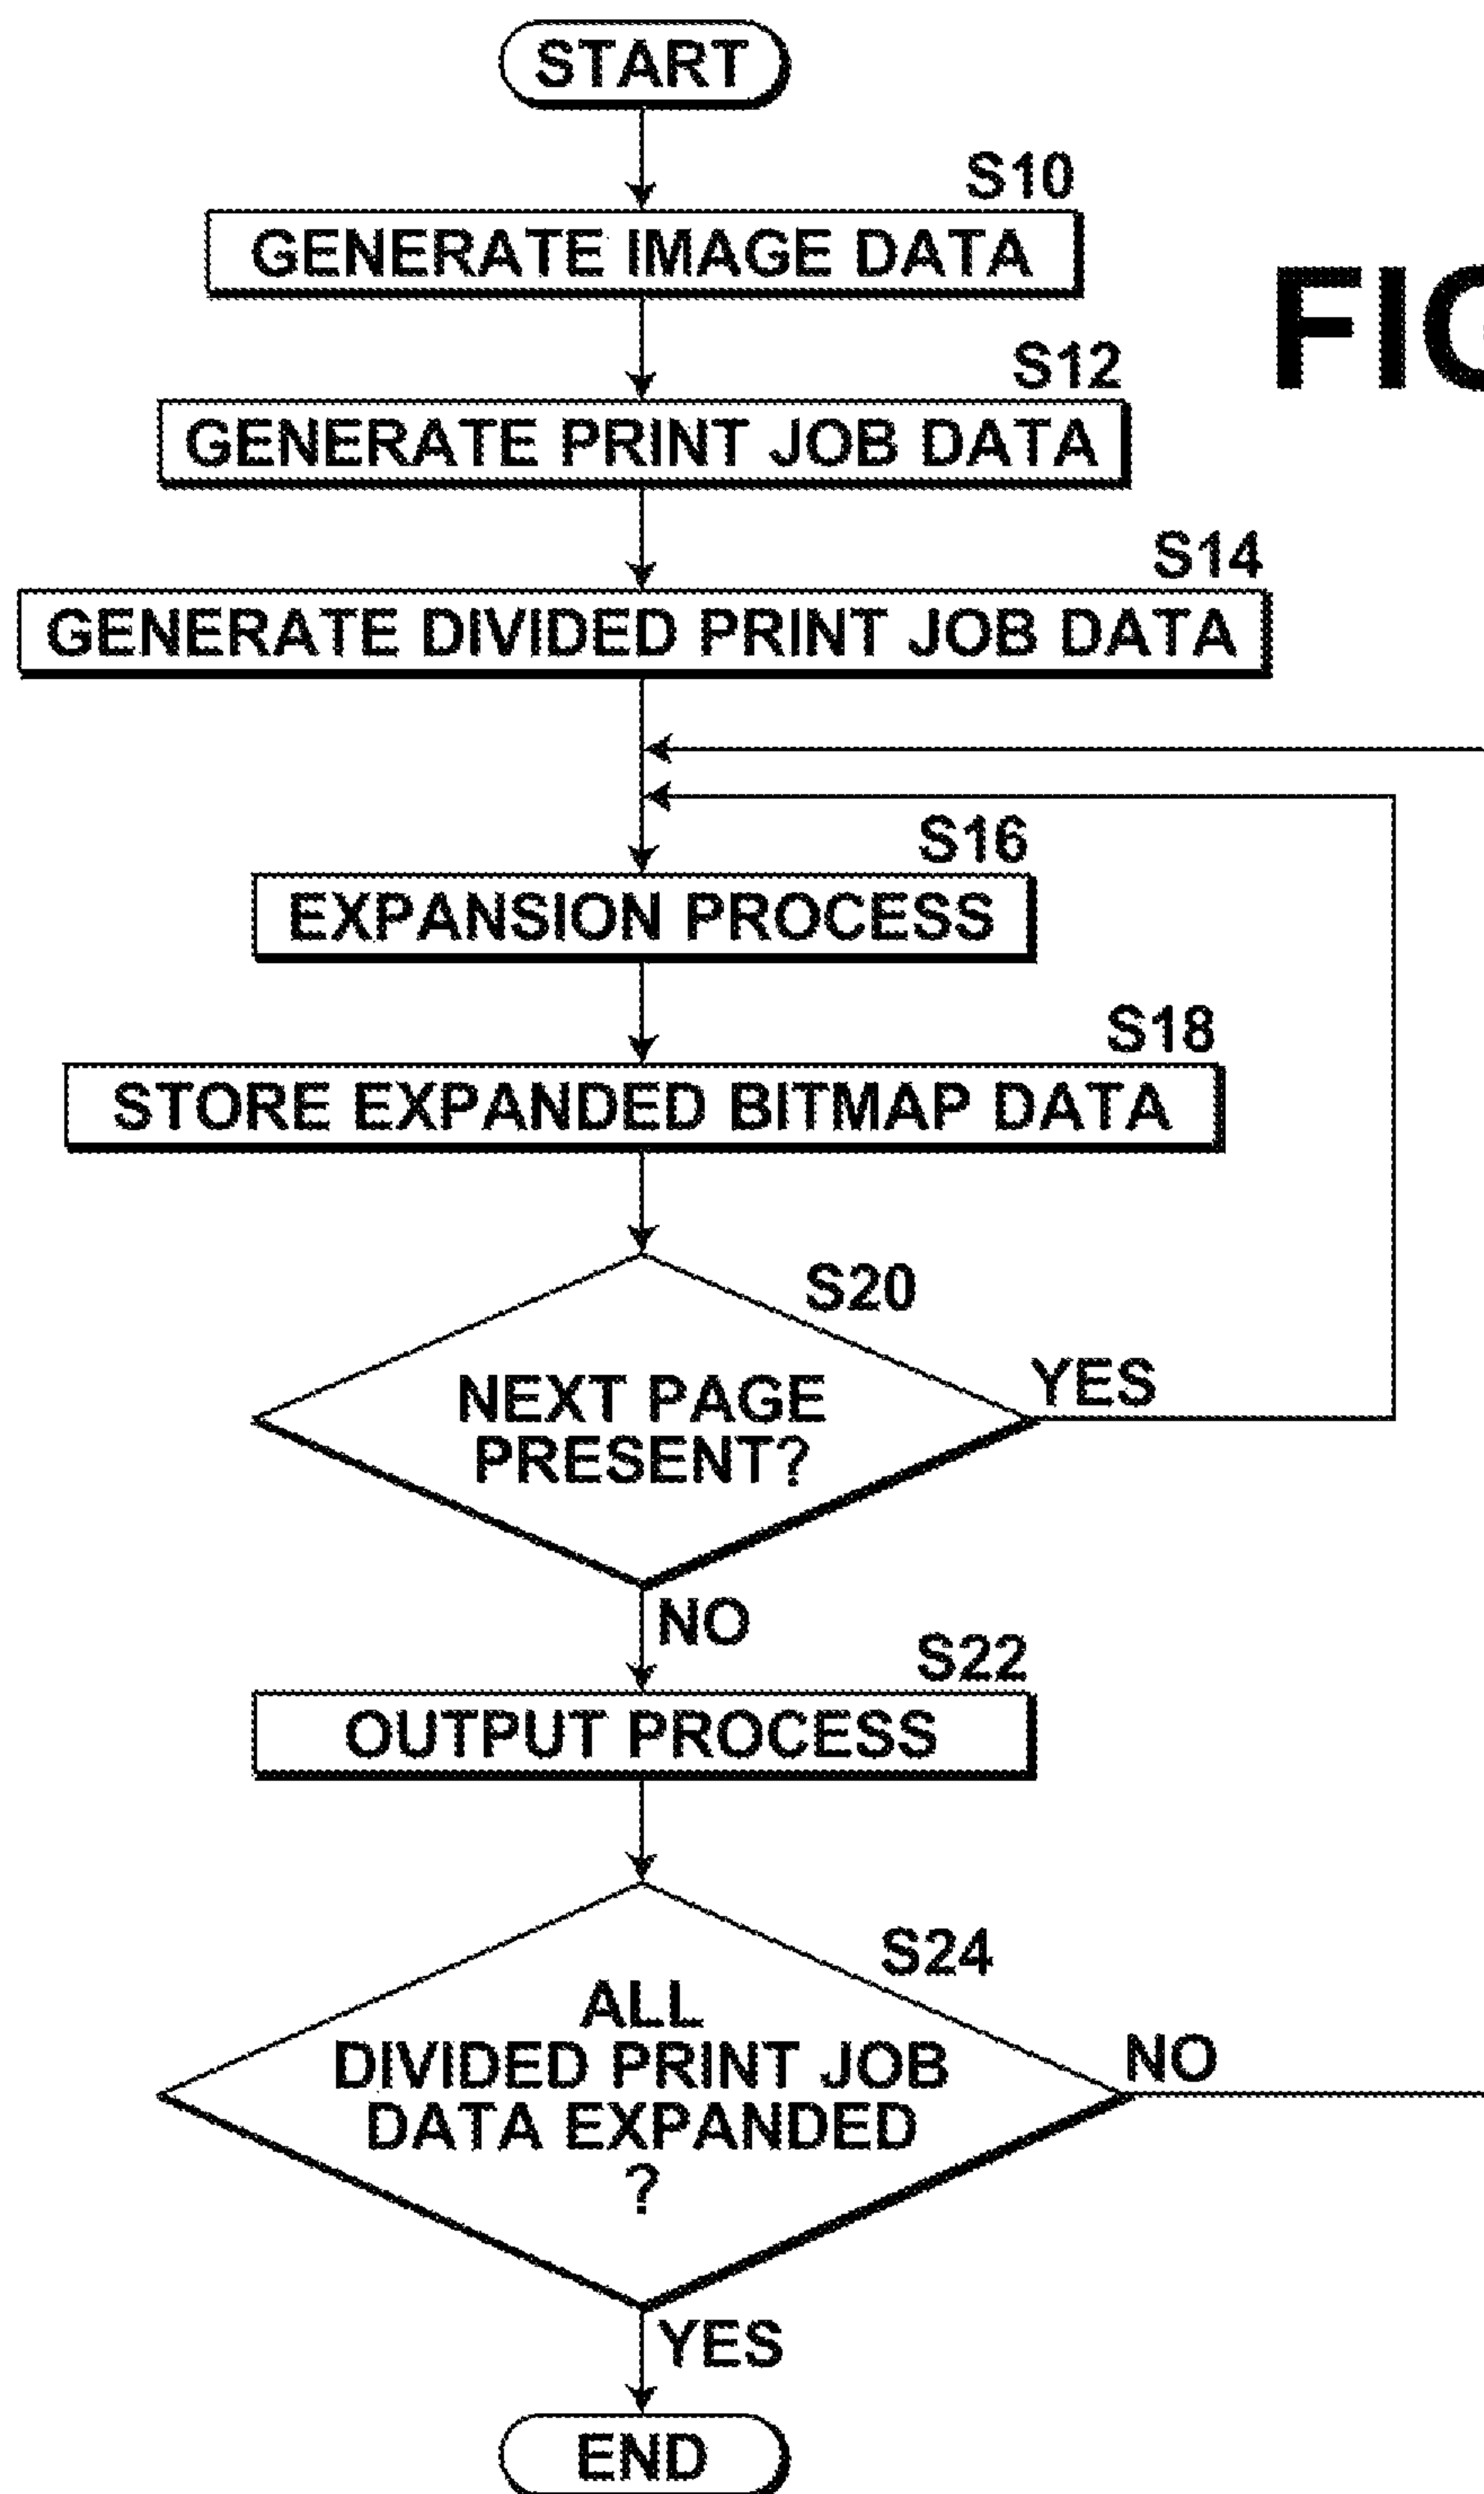 START
S10
GENERATE IMAGE DATA
FIG
S12
GENERATE PRINT JOB DATA
S14
GENERATE DIVIDED PRINT JOB DATA
S16
EXPANSION PROCESS
S18
STORE EXPANDED BITMAP DATA
S20
NEXT PAGE
PRESENT?
YES
NO
S22
OUTPUT PROCESS
S24
ALL
DIVIDED PRINT JOB
DATA EXPANDED
?
NO
YES
END